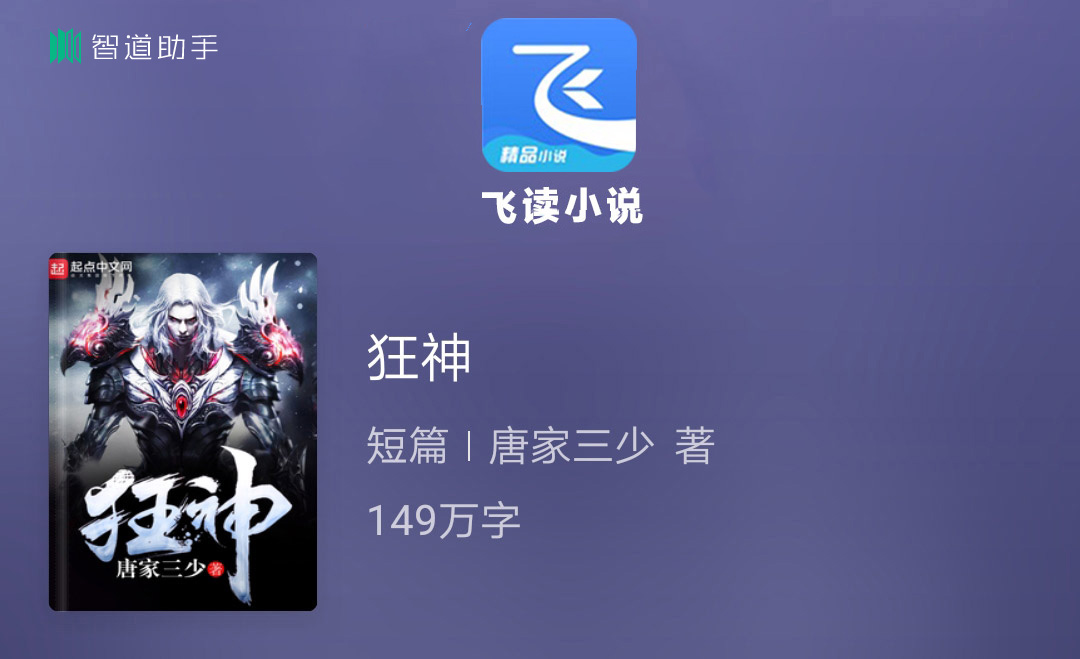 智道助手
精品小说
飞读小说
起 起点中文网
狂神
唐家三少 著
狂神
短篇 | 唐家三少 著
149万字